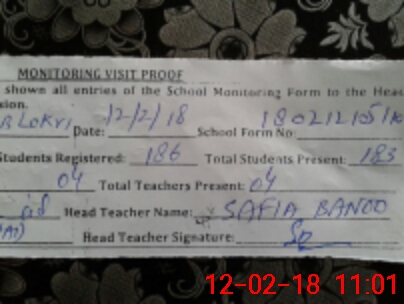 MONITORING VISIT PROOF
shows all entries of the School Monitoring Form to the Head
sion.
Date: 12/2/18 School Form No:
Students Registered: 186 Total Students Present: 183
04 Total Teachers Present: 04
Head Teacher Name: SAFIA BANOO
Head Teacher Signature:
12-02-18 11:01